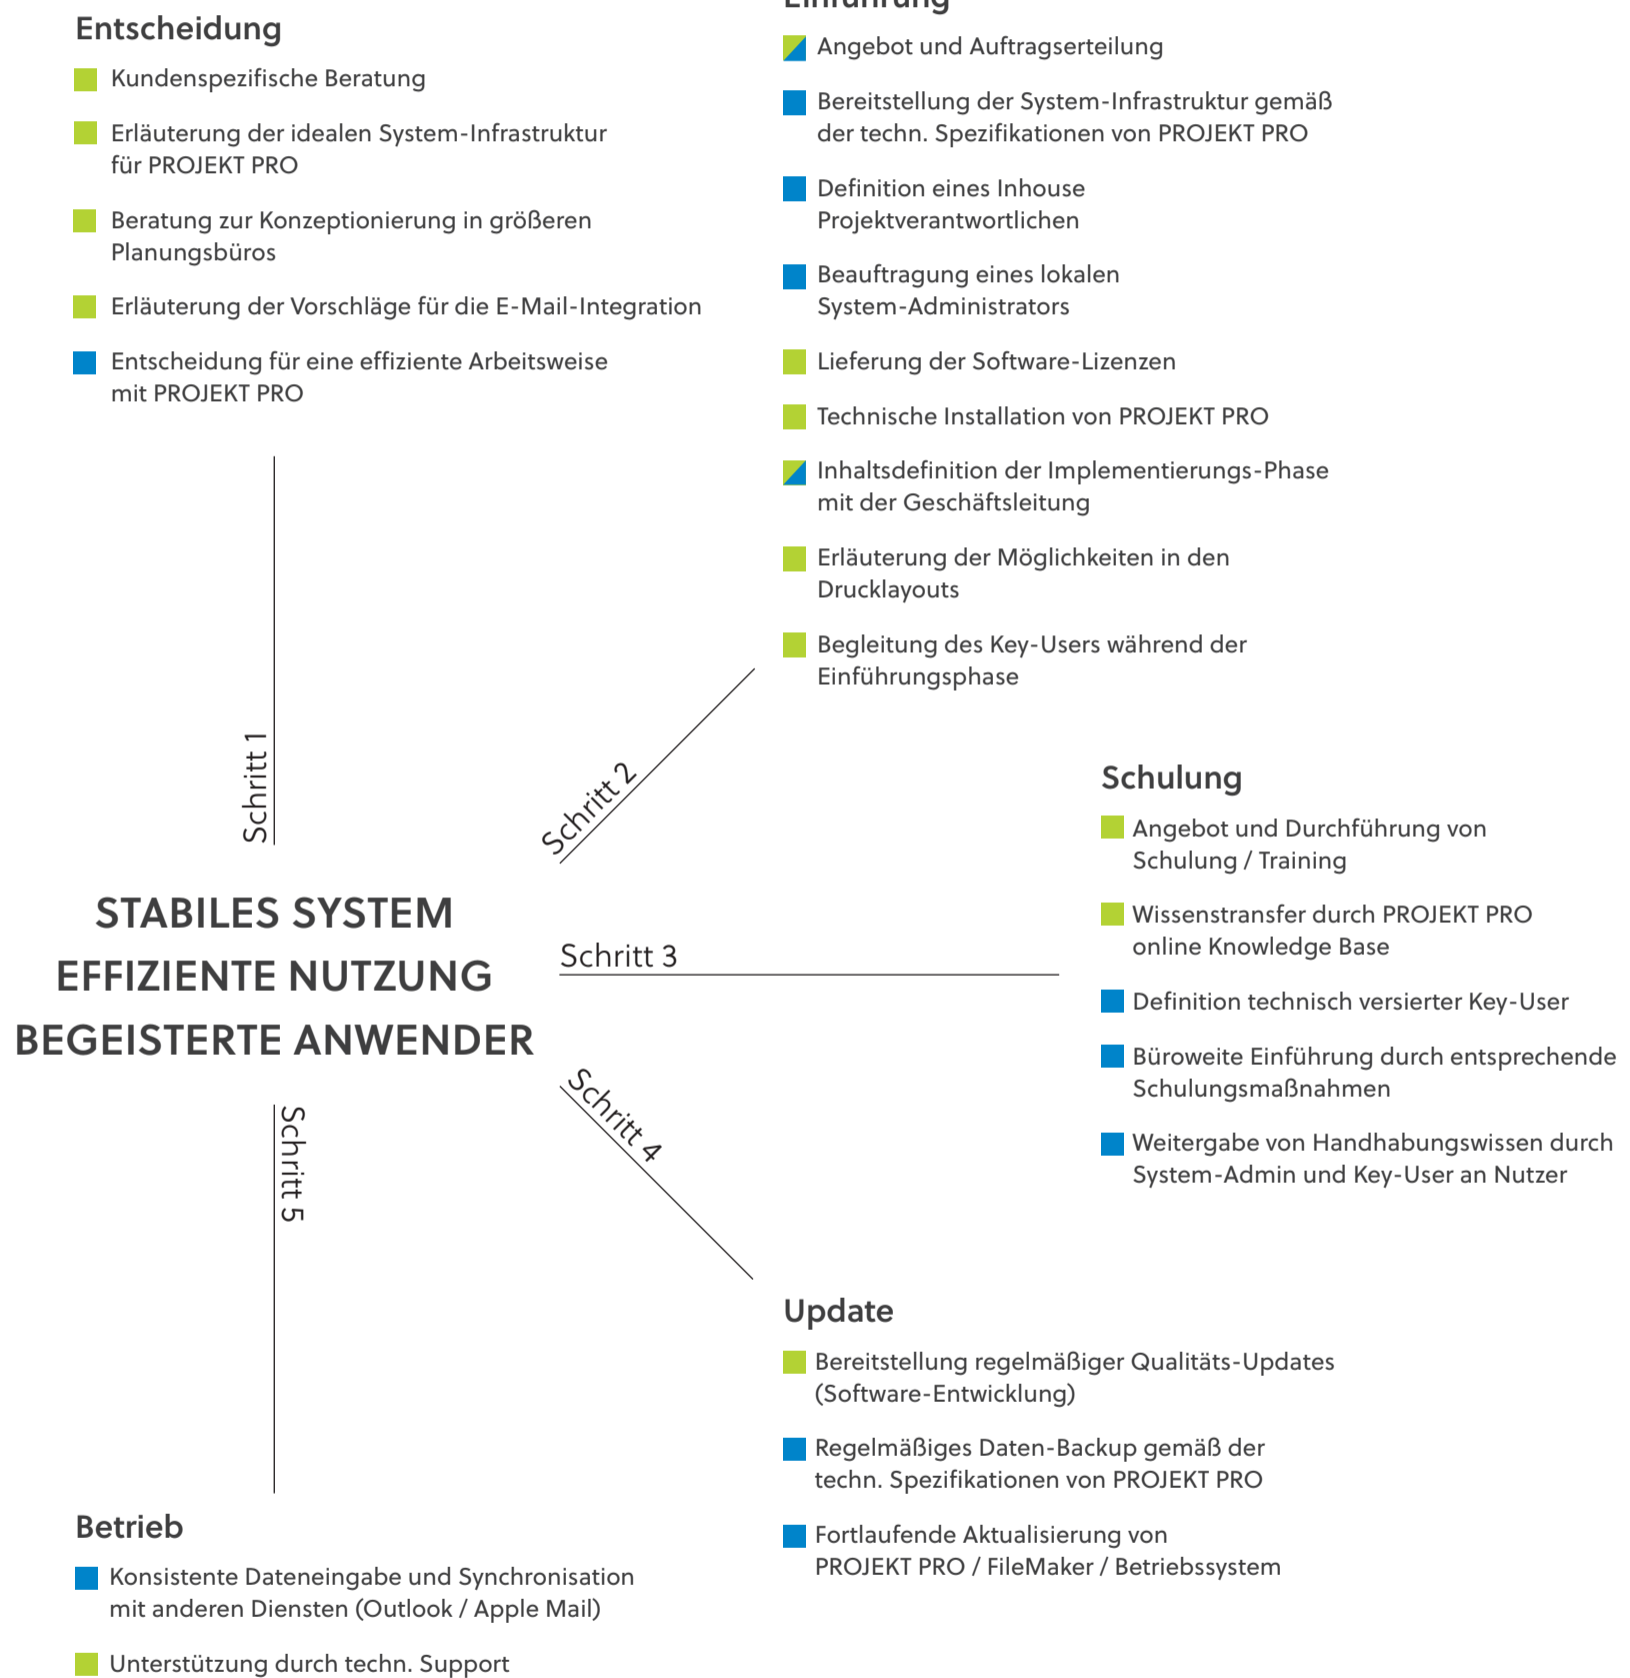 Entscheidung
Kundenspezifische Beratung
Erläuterung der idealen System-Infrastruktur
für PROJEKT PRO
Beratung zur Konzeptionierung in größeren
Planungsbüros
Erläuterung der Vorschläge für die E-Mail-Integration
Entscheidung für eine effiziente Arbeitsweise
mit PROJEKT PRO
Einführung
Angebot und Auftragserteilung
Bereitstellung der System-Infrastruktur gemäß
der techn. Spezifikationen von PROJEKT PRO
Definition eines Inhouse
Projektverantwortlichen
Beauftragung eines lokalen
System-Administrators
Lieferung der Software-Lizenzen
Technische Installation von PROJEKT PRO
Inhaltsdefinition der Implementierungs-Phase
mit der Geschäftsleitung
Erläuterung der Möglichkeiten in den
Drucklayouts
Begleitung des Key-Users während der
Einführungsphase
Schritt 1
Schritt 2
STABILES SYSTEM
EFFIZIENTE NUTZUNG
BEGEISTERTE ANWENDER
Schritt 3
Schulung
Angebot und Durchführung von
Schulung / Training
Wissenstransfer durch PROJEKT PRO
online Knowledge Base
Definition technisch versierter Key-User
Büroweite Einführung durch entsprechende
Schulungsmaßnahmen
Weitergabe von Handhabungswissen durch
System-Admin und Key-User an Nutzer
Schritt 4
Schritt 5
Update
Bereitstellung regelmäßiger Qualitäts-Updates
(Software-Entwicklung)
Regelmäßiges Daten-Backup gemäß der
techn. Spezifikationen von PROJEKT PRO
Fortlaufende Aktualisierung von
PROJEKT PRO / FileMaker / Betriebssystem
Betrieb
Konsistente Dateneingabe und Synchronisation
mit anderen Diensten (Outlook / Apple Mail)
Unterstützung durch techn. Support